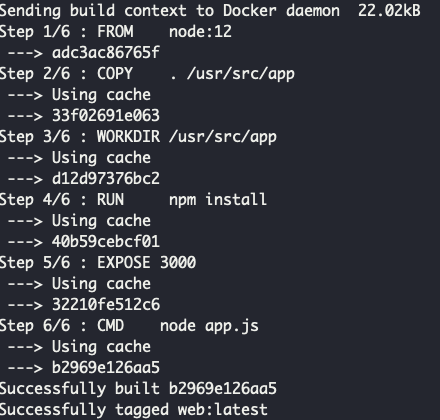 Sending build context to Docker daemon  22.02kB
Step 1/6 : FROM    node:12
 ---> adc3ac86765f
Step 2/6 : COPY    . /usr/src/app
 ---> Using cache
 ---> 33f02691e063
Step 3/6 : WORKDIR /usr/src/app
 ---> Using cache
 ---> d12d97376bc2
Step 4/6 : RUN     npm install
 ---> Using cache
 ---> 40b59cebcf01
Step 5/6 : EXPOSE 3000
 ---> Using cache
 ---> 32210fe512c6
Step 6/6 : CMD    node app.js
 ---> Using cache
 ---> b2969e126aa5
Successfully built b2969e126aa5
Successfully tagged web:latest